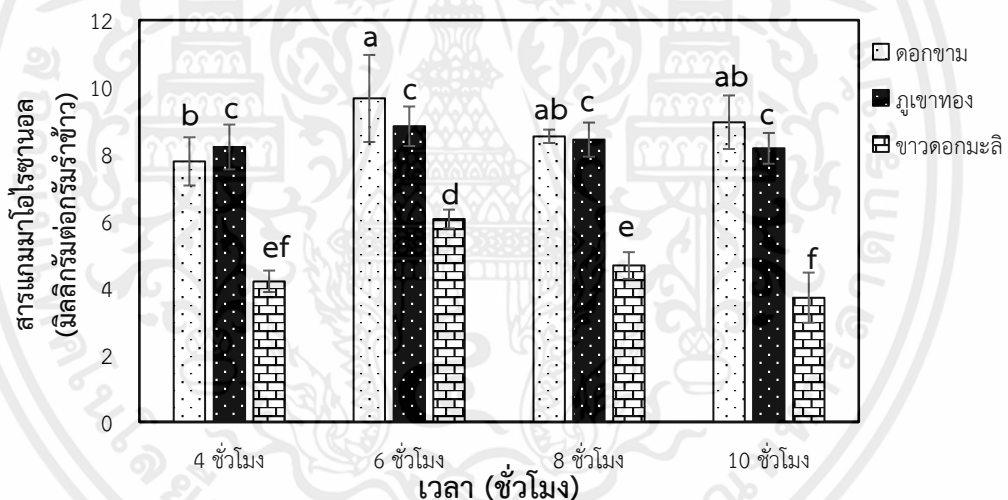 12
10
8
6
4
2
0
สารแกมมาโอไรซานอล
(มิลลิกรัมต่อกรัมรำข้าว)
b c ef
a c d
ab c e
ab c f
4 ชั่วโมง 6 ชั่วโมง 8 ชั่วโมง 10 ชั่วโมง
เวลา (ชั่วโมง)
ดอกขาม
ภูเขาทอง
ขาวดอกมะลิ